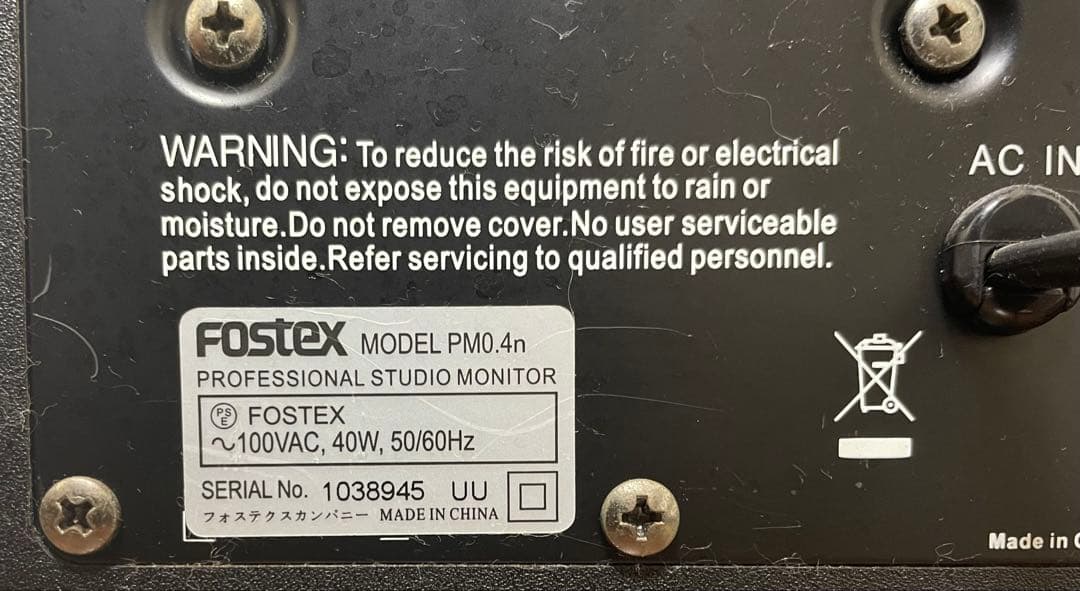 WARNING: To reduce the risk of fire or electrical
shock, do not expose this equipment to rain or
moisture.Do not remove cover.No user serviceable
parts inside.Refer servicing to qualified personnel.
AC IN
FOSTEX MODEL PM0.4n
PROFESSIONAL STUDIO MONITOR
PSE FOSTEX
~100VAC, 40W, 50/60Hz
SERIAL No. 1038945 UU
フォステクスカンパニー MADE IN CHINA
Made in